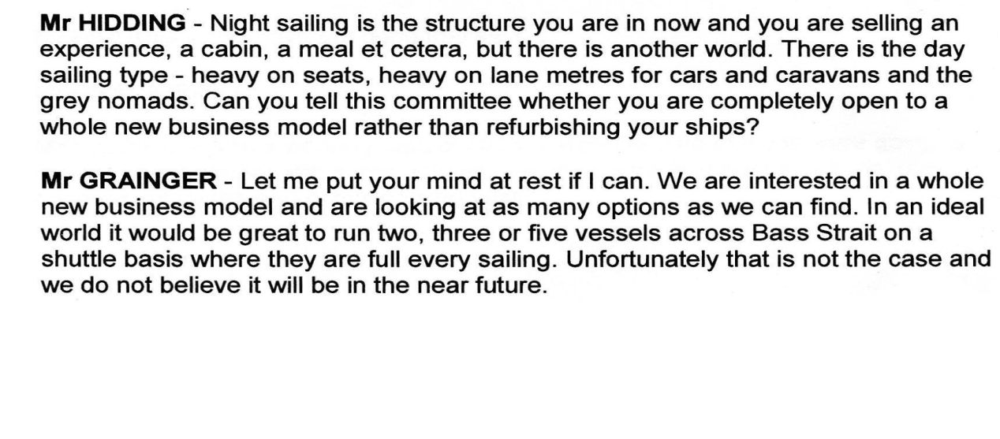 Mr HIDDING - Night sailing is the structure you are in now and you are selling an
experience, a cabin, a meal et cetera, but there is another world. There is the day
sailing type - heavy on seats, heavy on lane metres for cars and caravans and the
grey nomads. Can you tell this committee whether you are completely open to a
whole new business model rather than refurbishing your ships?
Mr GRAINGER - Let me put your mind at rest if I can. We are interested in a whole
new business model and are looking at as many options as we can find. In an ideal
world it would be great to run two, three or five vessels across Bass Strait on a
shuttle basis where they are full every sailing. Unfortunately that is not the case and
we do not believe it will be in the near future.